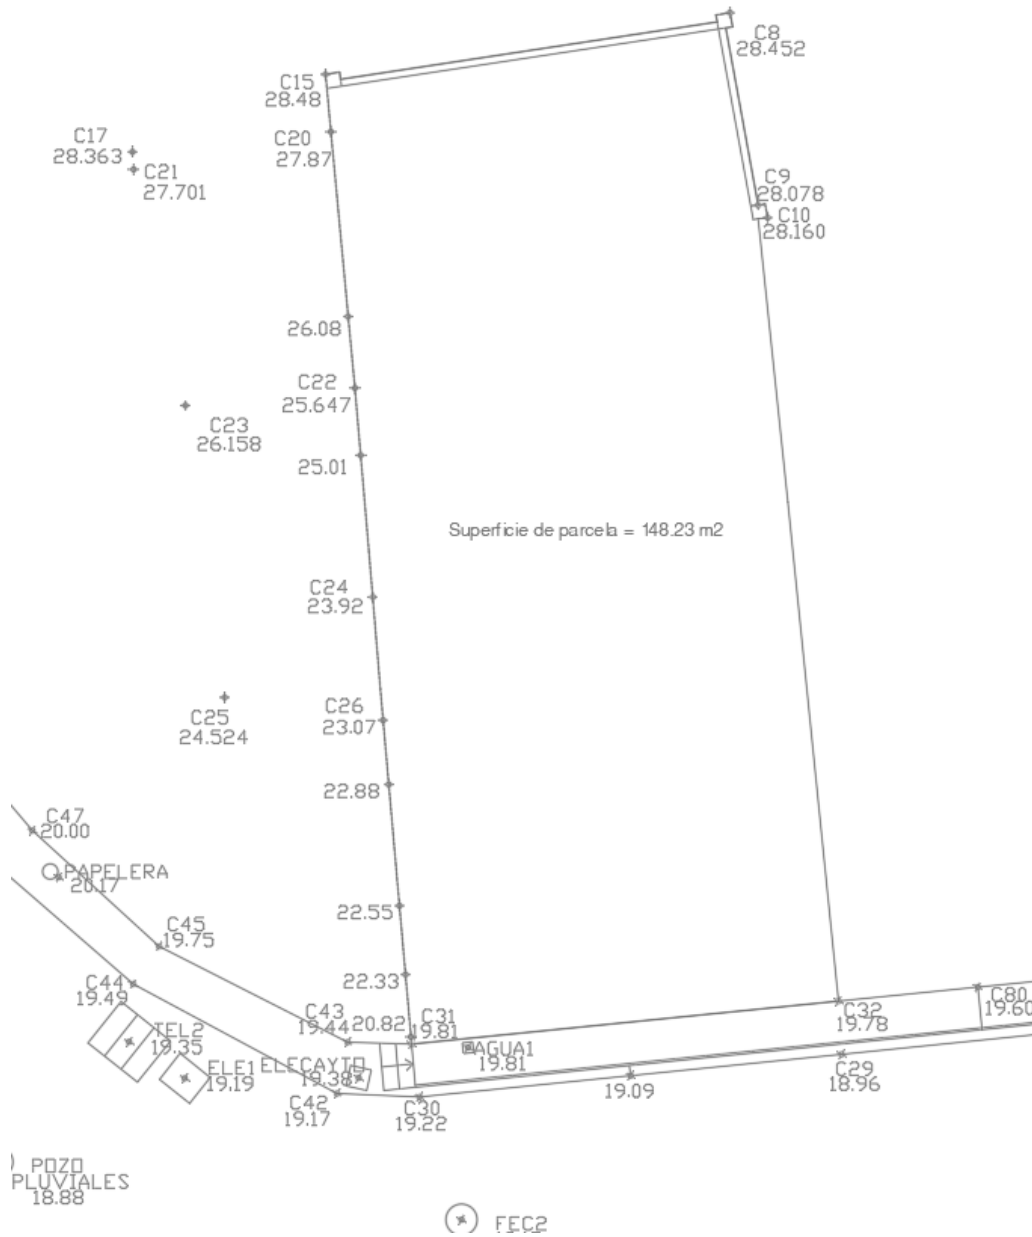 C8
28.452
C15
28.48
C20
27.87
C17
28.363
C21
27.701
C9
28.078
C10
28.160
26.08
C22
25.647
C23
26.158
25.01
Superficie de parcela = 148.23 m2
C24
23.92
C26
23.07
C25
24.524
22.88
C47
20.00
PAPELERA
20.17
22.55
C45
19.75
22.33
C44
19.49
C43
19.44
20.82
C31
19.81
C32
19.78
C80
19.60
TEL2
19.35
ELE1
19.19
ELECAYTO
19.38
AGUA1
19.81
C29
18.96
19.09
C42
19.17
C30
19.22
POZO
PLUVIALES
18.88
FEC2